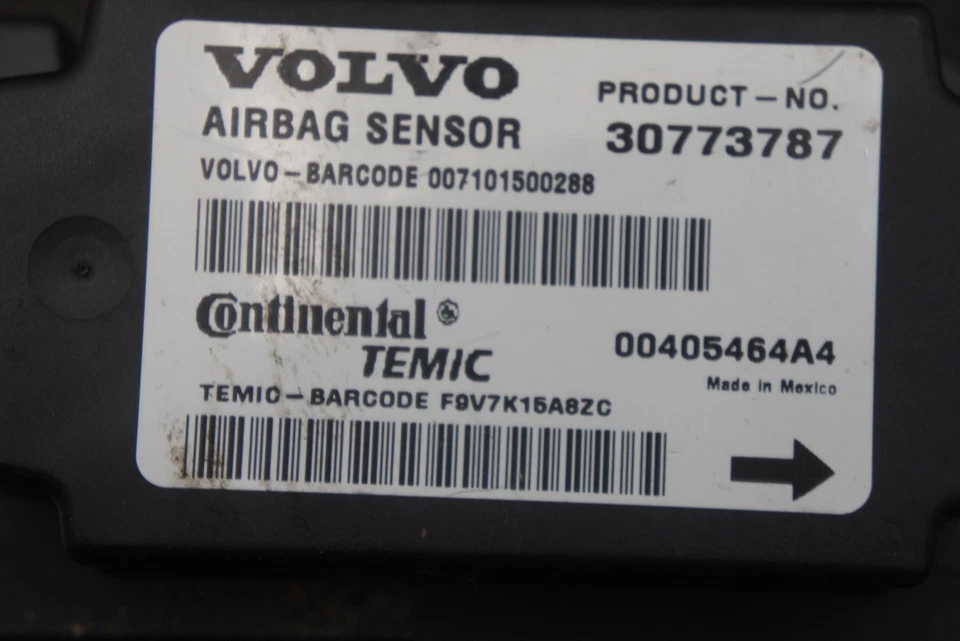 VOLVO
AIRBAG SENSOR
PRODUCT-NO.
30773787
VOLVO-BARCODE 007101500288
Continental
TEMIC
00405464A4
Made in Mexico
TEMIC-BARCODE F9V7K15A8ZC